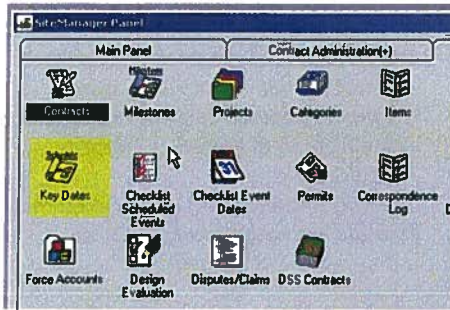 SiteManager Panel
Main Panel
Contract Administration(+)
Contracts
Milestones
Projects
Categories
Items
Key Dates
Checklist
Scheduled
Events
Checklist Event
Dates
Permits
Correspondence
Log
Force Accounts
Design
Evaluation
Disputes/Claims
DSS Contracts